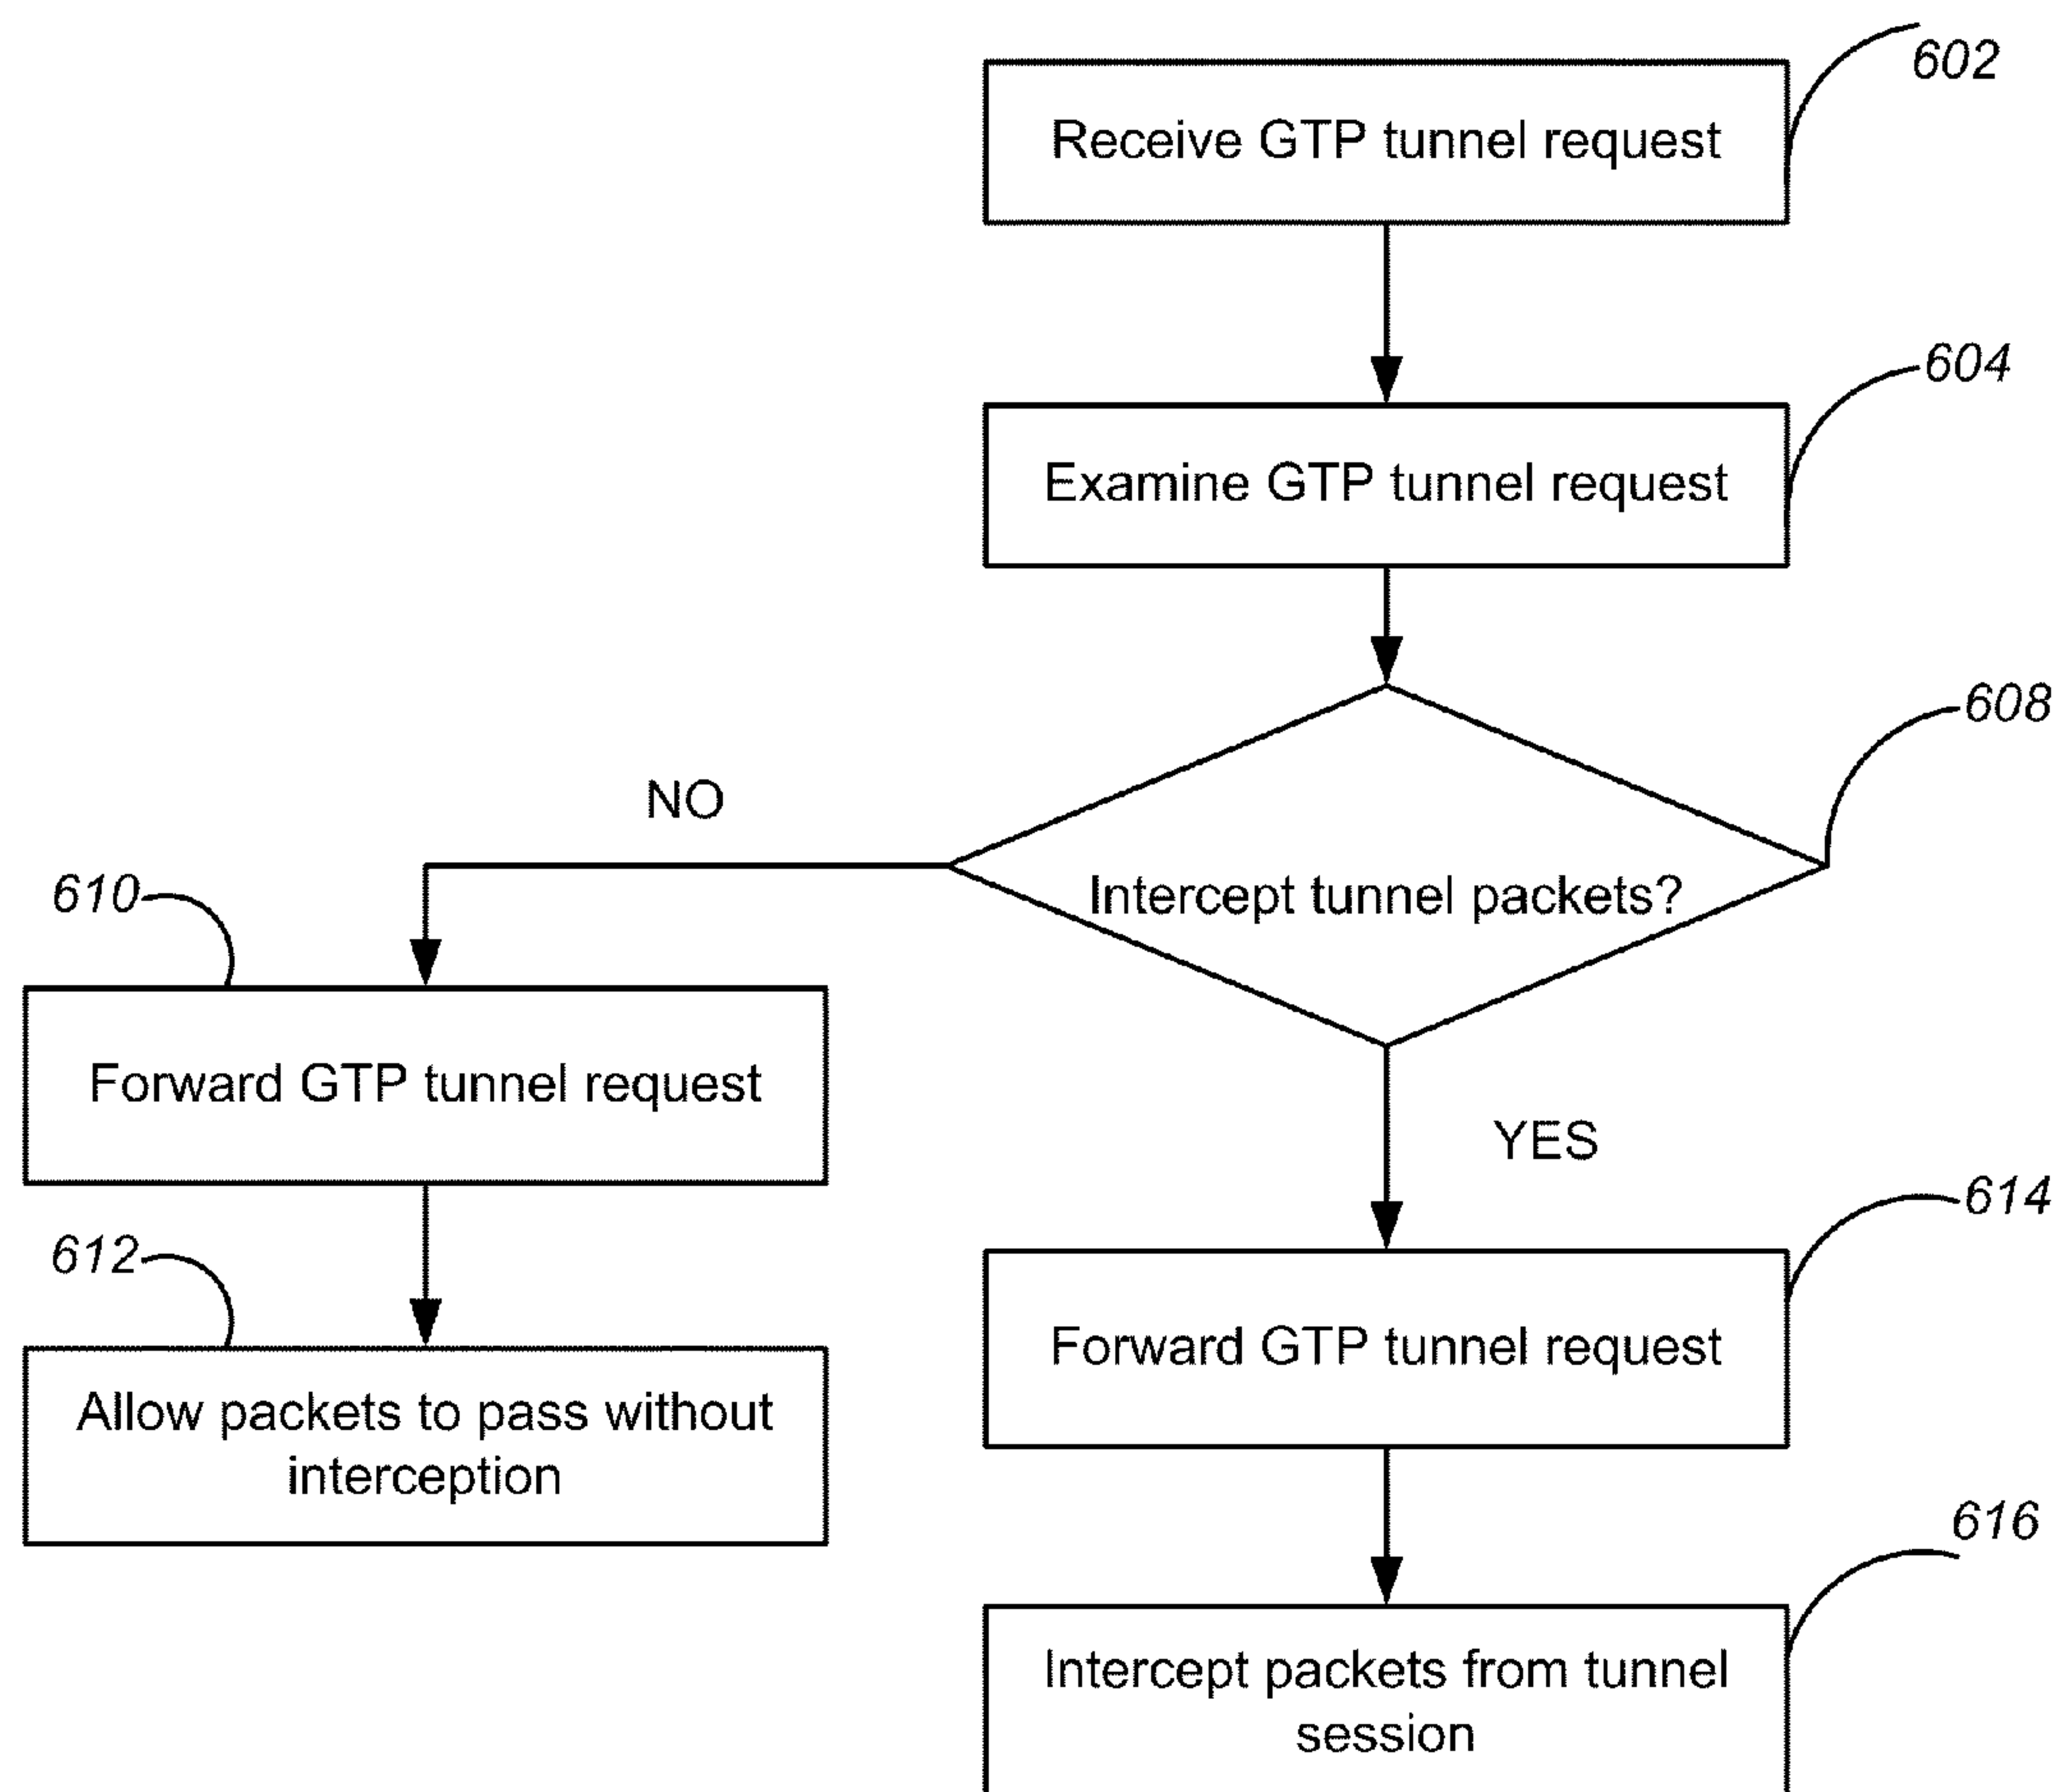 602
Receive GTP tunnel request
604
Examine GTP tunnel request
608
NO
Intercept tunnel packets?
610
Forward GTP tunnel request
YES
614
612
Forward GTP tunnel request
Allow packets to pass without
interception
616
Intercept packets from tunnel
session